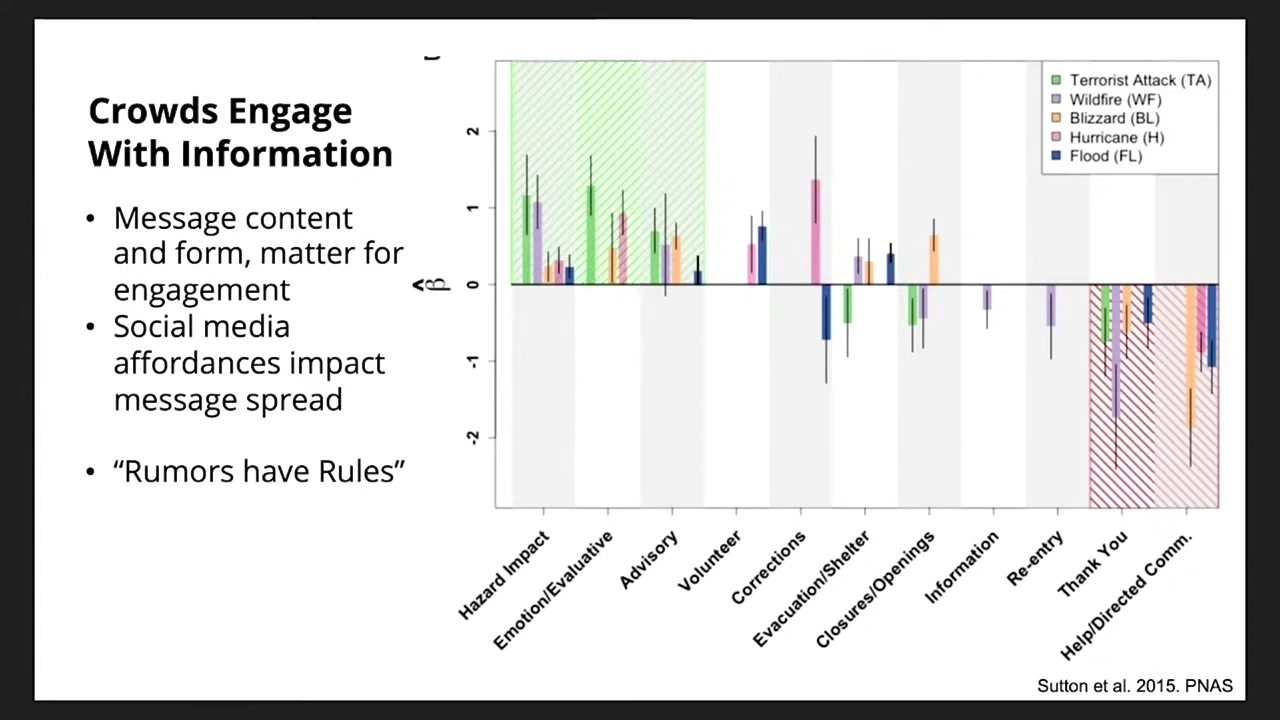 Crowds Engage
With Information
• Message content
and form, matter for
engagement
• Social media
affordances impact
message spread
• “Rumors have Rules”
Terrorist Attack (TA)
Wildfire (WF)
Blizzard (BL)
Hurricane (H)
Flood (FL)
2
1
0
-1
-2
β̂
Hazard Impact
Emotion/Evaluative
Advisory
Volunteer
Corrections
Evacuation/Shelter
Closures/Openings
Information
Re-entry
Thank You
Help/Directed Comm.
Sutton et al. 2015. PNAS